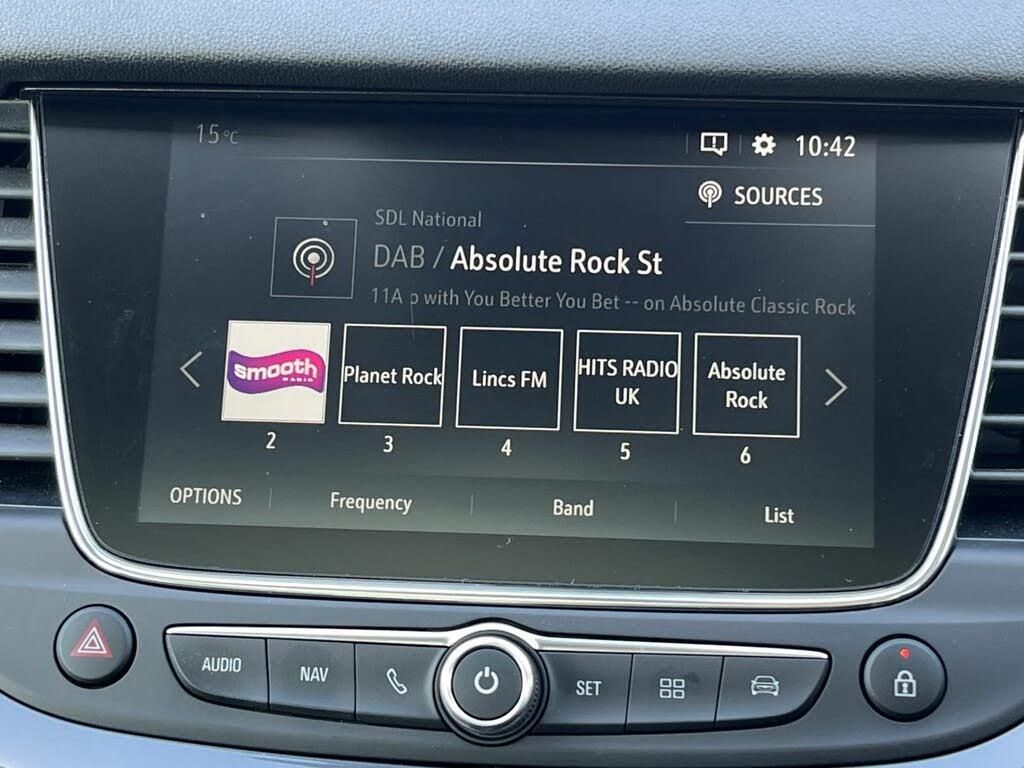 15 °C
10:42
SOURCES
SDL National
DAB / Absolute Rock St
11A p with You Better You Bet -- on Absolute Classic Rock
smooth
RADIO
Planet Rock
Lincs FM
HITS RADIO
UK
Absolute
Rock
2
3
4
5
6
OPTIONS
Frequency
Band
List
AUDIO
NAV
SET